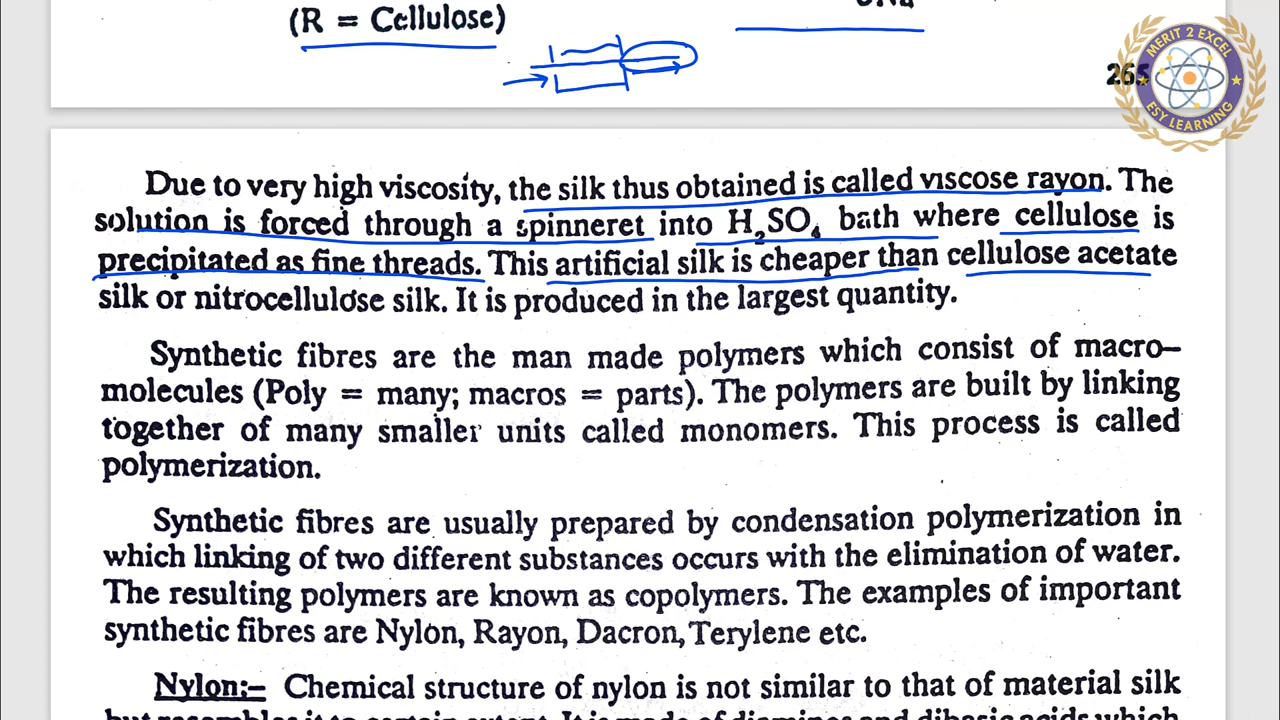 (R = Cellulose)
265
MERIT 2 EXCEL
ESY LEARNING
Due to very high viscosity, the silk thus obtained is called viscose rayon. The
solution is forced through a spinneret into H₂SO₄ bath where cellulose is
precipitated as fine threads. This artificial silk is cheaper than cellulose acetate
silk or nitrocellulose silk. It is produced in the largest quantity.
Synthetic fibres are the man made polymers which consist of macro-
molecules (Poly = many; macros = parts). The polymers are built by linking
together of many smaller units called monomers. This process is called
polymerization.
Synthetic fibres are usually prepared by condensation polymerization in
which linking of two different substances occurs with the elimination of water.
The resulting polymers are known as copolymers. The examples of important
synthetic fibres are Nylon, Rayon, Dacron, Terylene etc.
Nylon:– Chemical structure of nylon is not similar to that of material silk